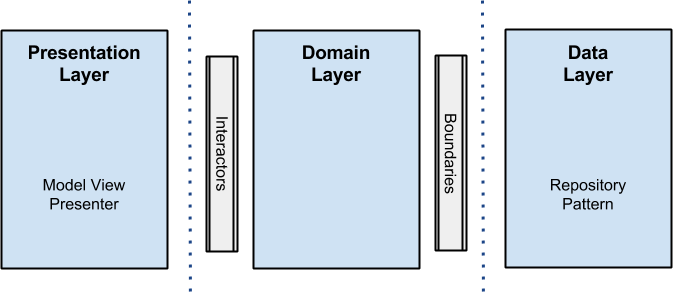 Presentation
Layer
Model View
Presenter
Interactors
Domain
Layer
Boundaries
Data
Layer
Repository
Pattern